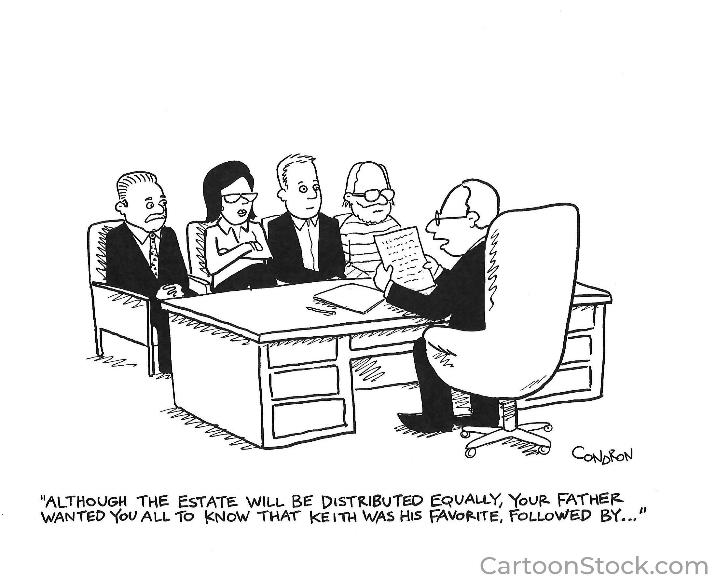 CONDRON
"ALTHOUGH THE ESTATE WILL BE DISTRIBUTED EQUALLY, YOUR FATHER
WANTED YOU ALL TO KNOW THAT KEITH WAS HIS FAVORITE, FOLLOWED BY..."
CartoonStock.com